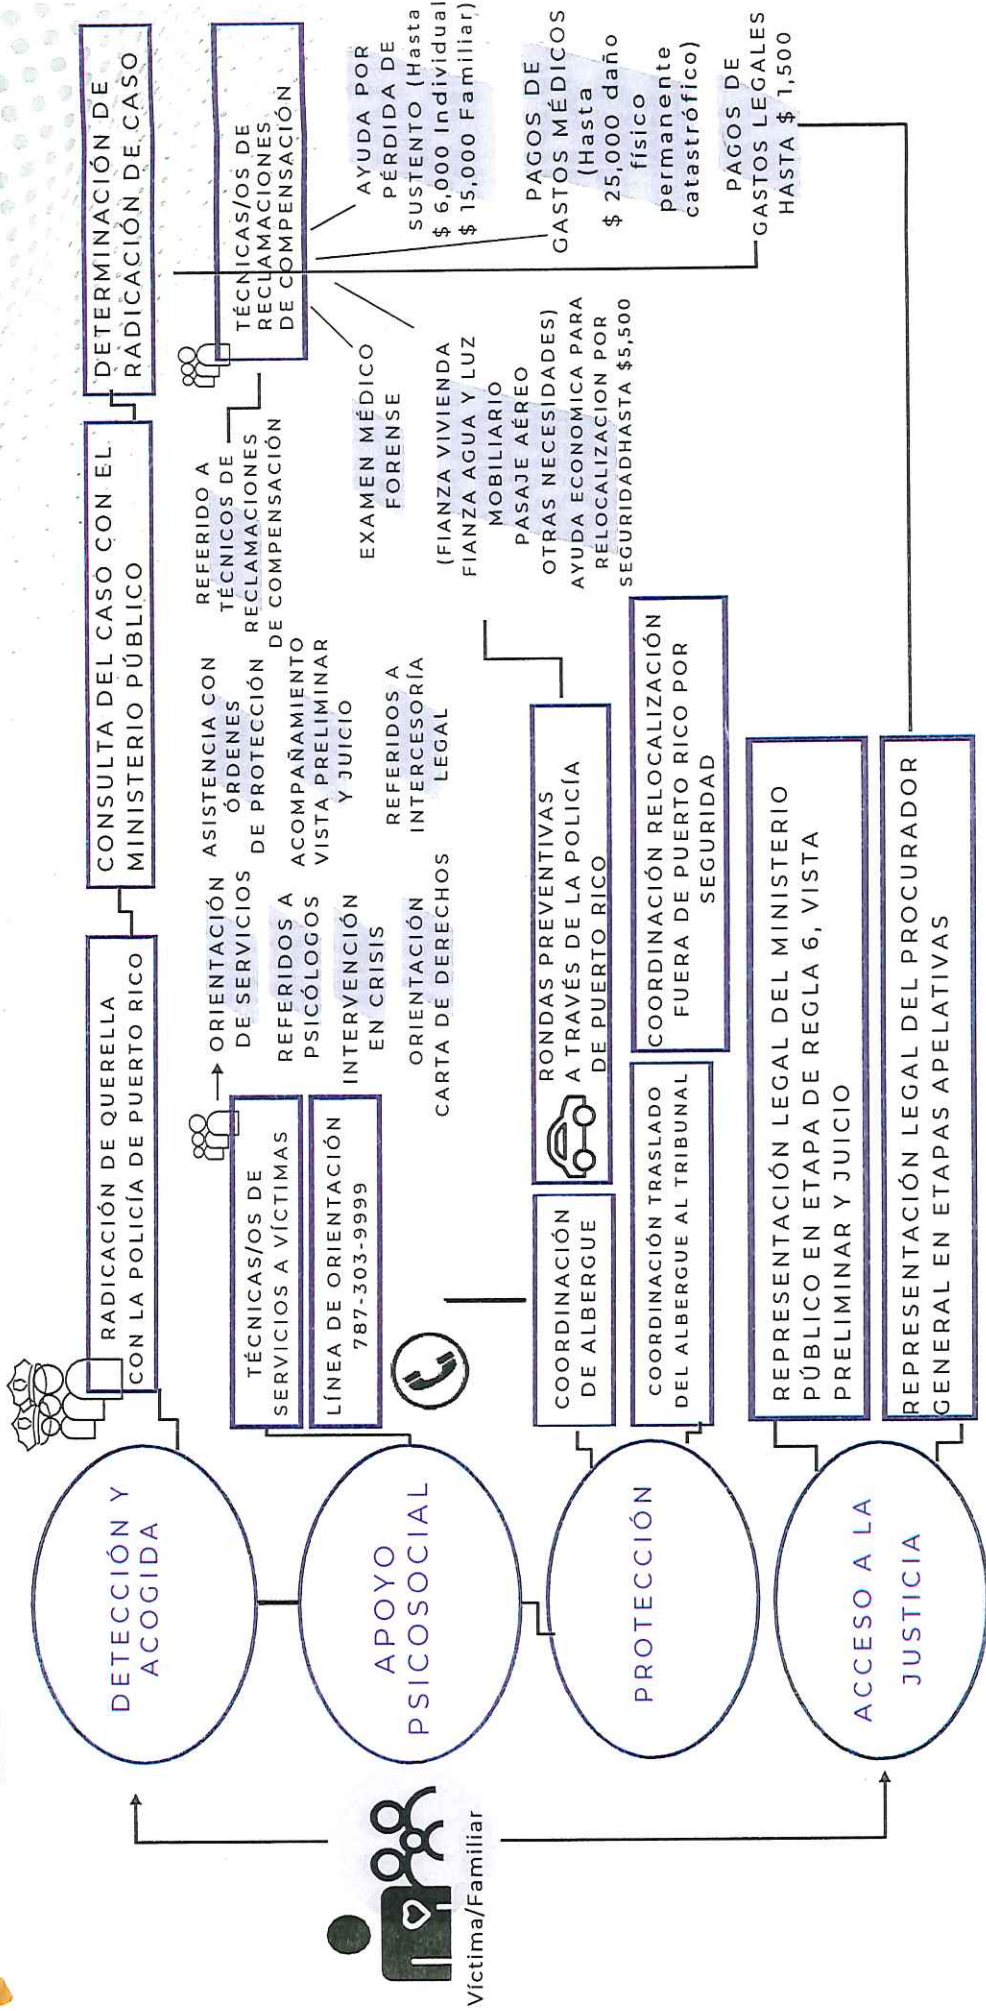 Víctima/Familiar
DETECCIÓN Y
ACOGIDA
RADICACIÓN DE QUERELLA
CON LA POLICÍA DE PUERTO RICO
CONSULTA DEL CASO CON EL
MINISTERIO PÚBLICO
DETERMINACIÓN DE
RADICACIÓN DE CASO
APOYO
PSICOSOCIAL
TÉCNICAS/OS DE
SERVICIOS A VÍCTIMAS
LÍNEA DE ORIENTACIÓN
787-303-9999
ORIENTACIÓN
DE SERVICIOS
REFERIDOS A
PSICÓLOGOS
INTERVENCIÓN
EN CRISIS
ORIENTACIÓN
CARTA DE DERECHOS
ASISTENCIA CON
ÓRDENES
DE PROTECCIÓN
ACOMPAÑAMIENTO
VISTA PRELIMINAR
Y JUICIO
REFERIDOS A
INTERCESORÍA
LEGAL
REFERIDO A
TÉCNICOS DE
RECLAMACIONES
DE COMPENSACIÓN
TÉCNICAS/OS DE
RECLAMACIONES
DE COMPENSACIÓN
EXAMEN MÉDICO
FORENSE
(FIANZA VIVIENDA
FIANZA AGUA Y LUZ
MOBILIARIO
PASAJE AÉREO
OTRAS NECESIDADES)
AYUDA ECONOMICA PARA
RELOCALIZACION POR
SEGURIDADHASTA $5,500
AYUDA POR
PÉRDIDA DE
SUSTENTO (Hasta
$ 6,000 Individual
$ 15,000 Familiar)
PAGOS DE
GASTOS MÉDICOS
(Hasta
$ 25,000 daño
físico
permanente
catastrófico)
PAGOS DE
GASTOS LEGALES
HASTA $ 1,500
PROTECCIÓN
COORDINACIÓN
DE ALBERGUE
RONDAS PREVENTIVAS
A TRAVÉS DE LA POLICÍA
DE PUERTO RICO
COORDINACIÓN TRASLADO
DEL ALBERGUE AL TRIBUNAL
COORDINACIÓN RELOCALIZACIÓN
FUERA DE PUERTO RICO POR
SEGURIDAD
ACCESO A LA
JUSTICIA
REPRESENTACIÓN LEGAL DEL MINISTERIO
PÚBLICO EN ETAPA DE REGLA 6, VISTA
PRELIMINAR Y JUICIO
REPRESENTACIÓN LEGAL DEL PROCURADOR
GENERAL EN ETAPAS APELATIVAS